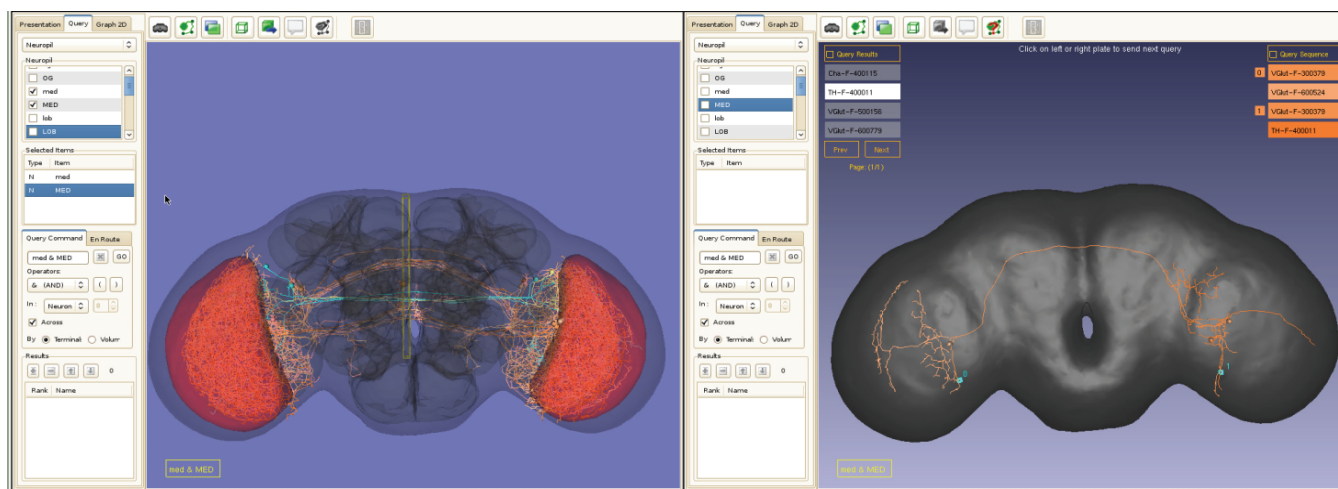 Presentation Query Graph 2D
Neuropil
Neuropil
OG
med
MED
lob
LOB
Selected Items
Type Item
N med
N MED
Query Command En Route
med & MED GO
Operators:
& (AND) ( )
In: Neuron 0
Across
By Terminal Volum
Results
0
Rank Name
med & MED
Presentation Query Graph 2D
Neuropil
Neuropil
OG
med
MED
lob
LOB
Selected Items
Type Item
Query Command En Route
med & MED GO
Operators:
& (AND) ( )
In: Neuron 0
Across
By Terminal Volum
Results
0
Rank Name
Click on left or right plate to send next query
Query Results
Cha-F-400115
TH-F-400011
VGlut-F-500156
VGlut-F-600779
Prev Next
Page: (1/1)
Query Sequence
0 VGlut-F-300379
VGlut-F-600524
1 VGlut-F-300379
TH-F-400011
0
1
med & MED